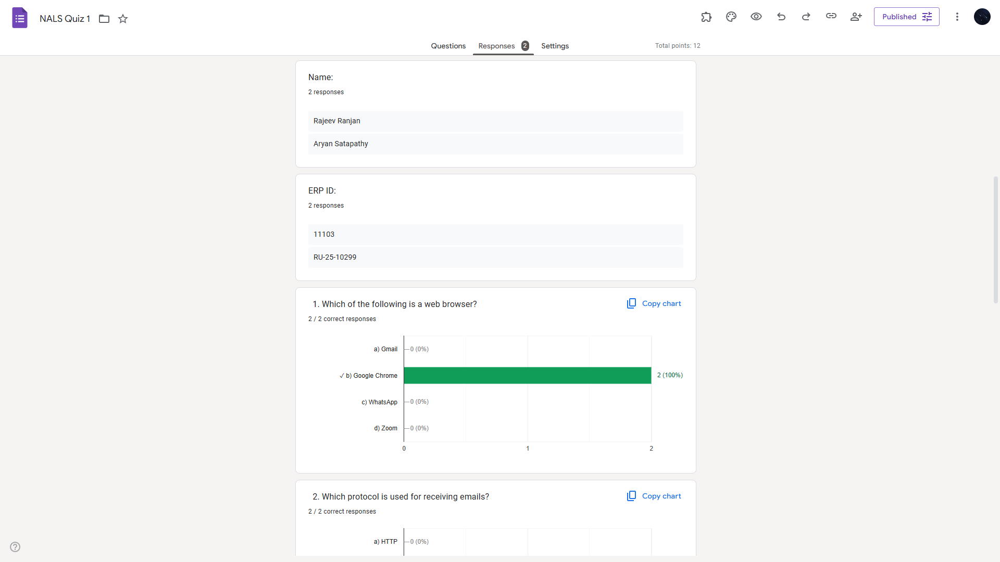 NALS Quiz 1
Published
Questions Responses 2 Settings Total points: 12
Name:
2 responses
Rajeev Ranjan
Aryan Satapathy
ERP ID:
2 responses
11103
RU-25-10299
1. Which of the following is a web browser? Copy chart
2 / 2 correct responses
a) Gmail 0 (0%)
✓ b) Google Chrome 2 (100%)
c) WhatsApp 0 (0%)
d) Zoom 0 (0%)
0 1 2
2. Which protocol is used for receiving emails? Copy chart
2 / 2 correct responses
a) HTTP 0 (0%)